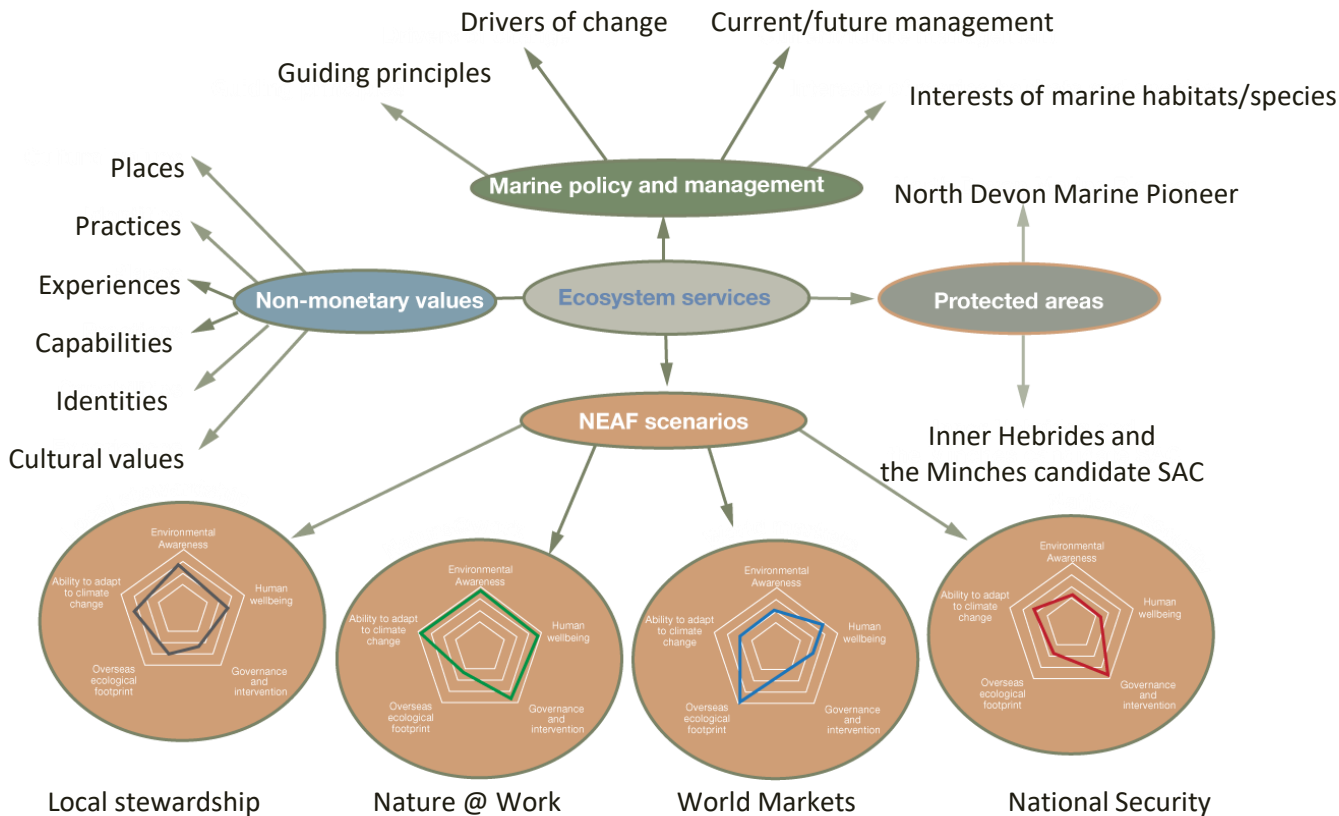 Drivers of change
Current/future management
Guiding principles
Interests of marine habitats/species
Marine policy and management
Places
Practices
Experiences
Capabilities
Identities
Cultural values
Non-monetary values
Ecosystem services
North Devon Marine Pioneer
Protected areas
Inner Hebrides and
the Minches candidate SAC
NEAF scenarios
Environmental
Awareness
Ability to adapt
to climate
change
Human
wellbeing
Overseas
ecological
footprint
Governance
and
intervention
Local stewardship
Environmental
Awareness
Ability to adapt
to climate
change
Human
wellbeing
Overseas
ecological
footprint
Governance
and intervention
Nature @ Work
Environmental
Awareness
Ability to adapt
to climate
change
Human
wellbeing
Overseas
ecological
footprint
Governance
and intervention
World Markets
Environmental
Awareness
Ability to adapt
to climate
change
Human
wellbeing
Overseas
ecological
footprint
Governance
and intervention
National Security